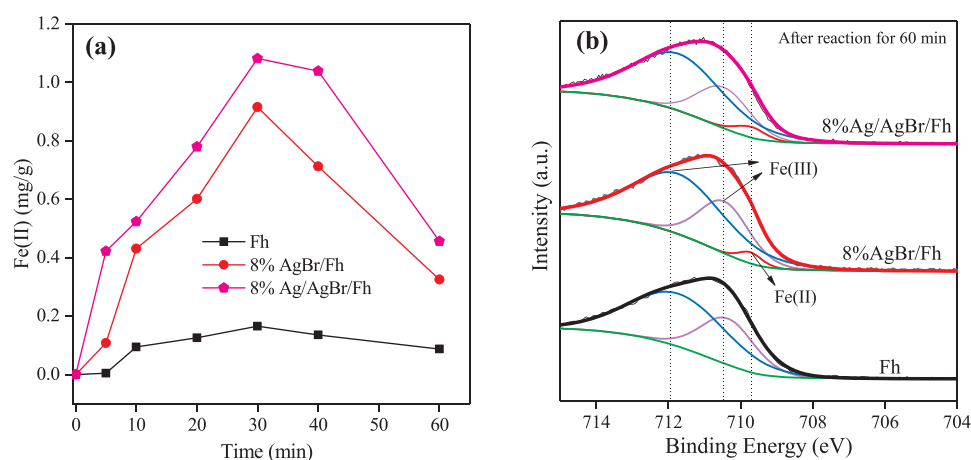 (a)
Fe(II) (mg/g)
1.2
1.0
0.8
0.6
0.4
0.2
0.0
Fh
8% AgBr/Fh
8% Ag/AgBr/Fh
0 10 20 30 40 50 60
Time (min)
(b)
After reaction for 60 min
Intensity (a.u.)
8%Ag/AgBr/Fh
Fe(III)
8%AgBr/Fh
Fe(II)
Fh
714 712 710 708 706 704
Binding Energy (eV)